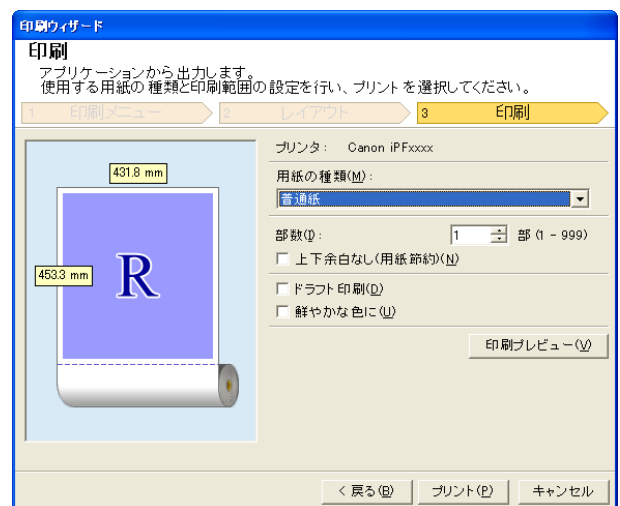 印刷ウィザード
印刷
アプリケーションから出力します。
使用する用紙の種類と印刷範囲の設定を行い、プリントを選択してください。
1 印刷メニュー 2 レイアウト 3 印刷
プリンタ： Canon iPFxxxx
431.8 mm
用紙の種類(M)：
普通紙
部数(I)： 1 部 (1 - 999)
上下余白なし(用紙節約)(N)
453.3 mm
R
ドラフト印刷(D)
鮮やかな色に(U)
印刷プレビュー(V)
< 戻る(B) プリント(P) キャンセル